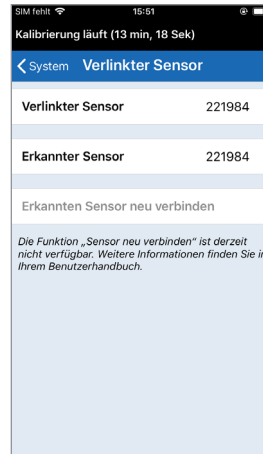 SIM fehlt 15:51
Kalibrierung läuft (13 min, 18 Sek)
System Verlinkter Sensor
Verlinkter Sensor 221984
Erkannter Sensor 221984
Erkannten Sensor neu verbinden
Die Funktion „Sensor neu verbinden" ist derzeit
nicht verfügbar. Weitere Informationen finden Sie in
Ihrem Benutzerhandbuch.